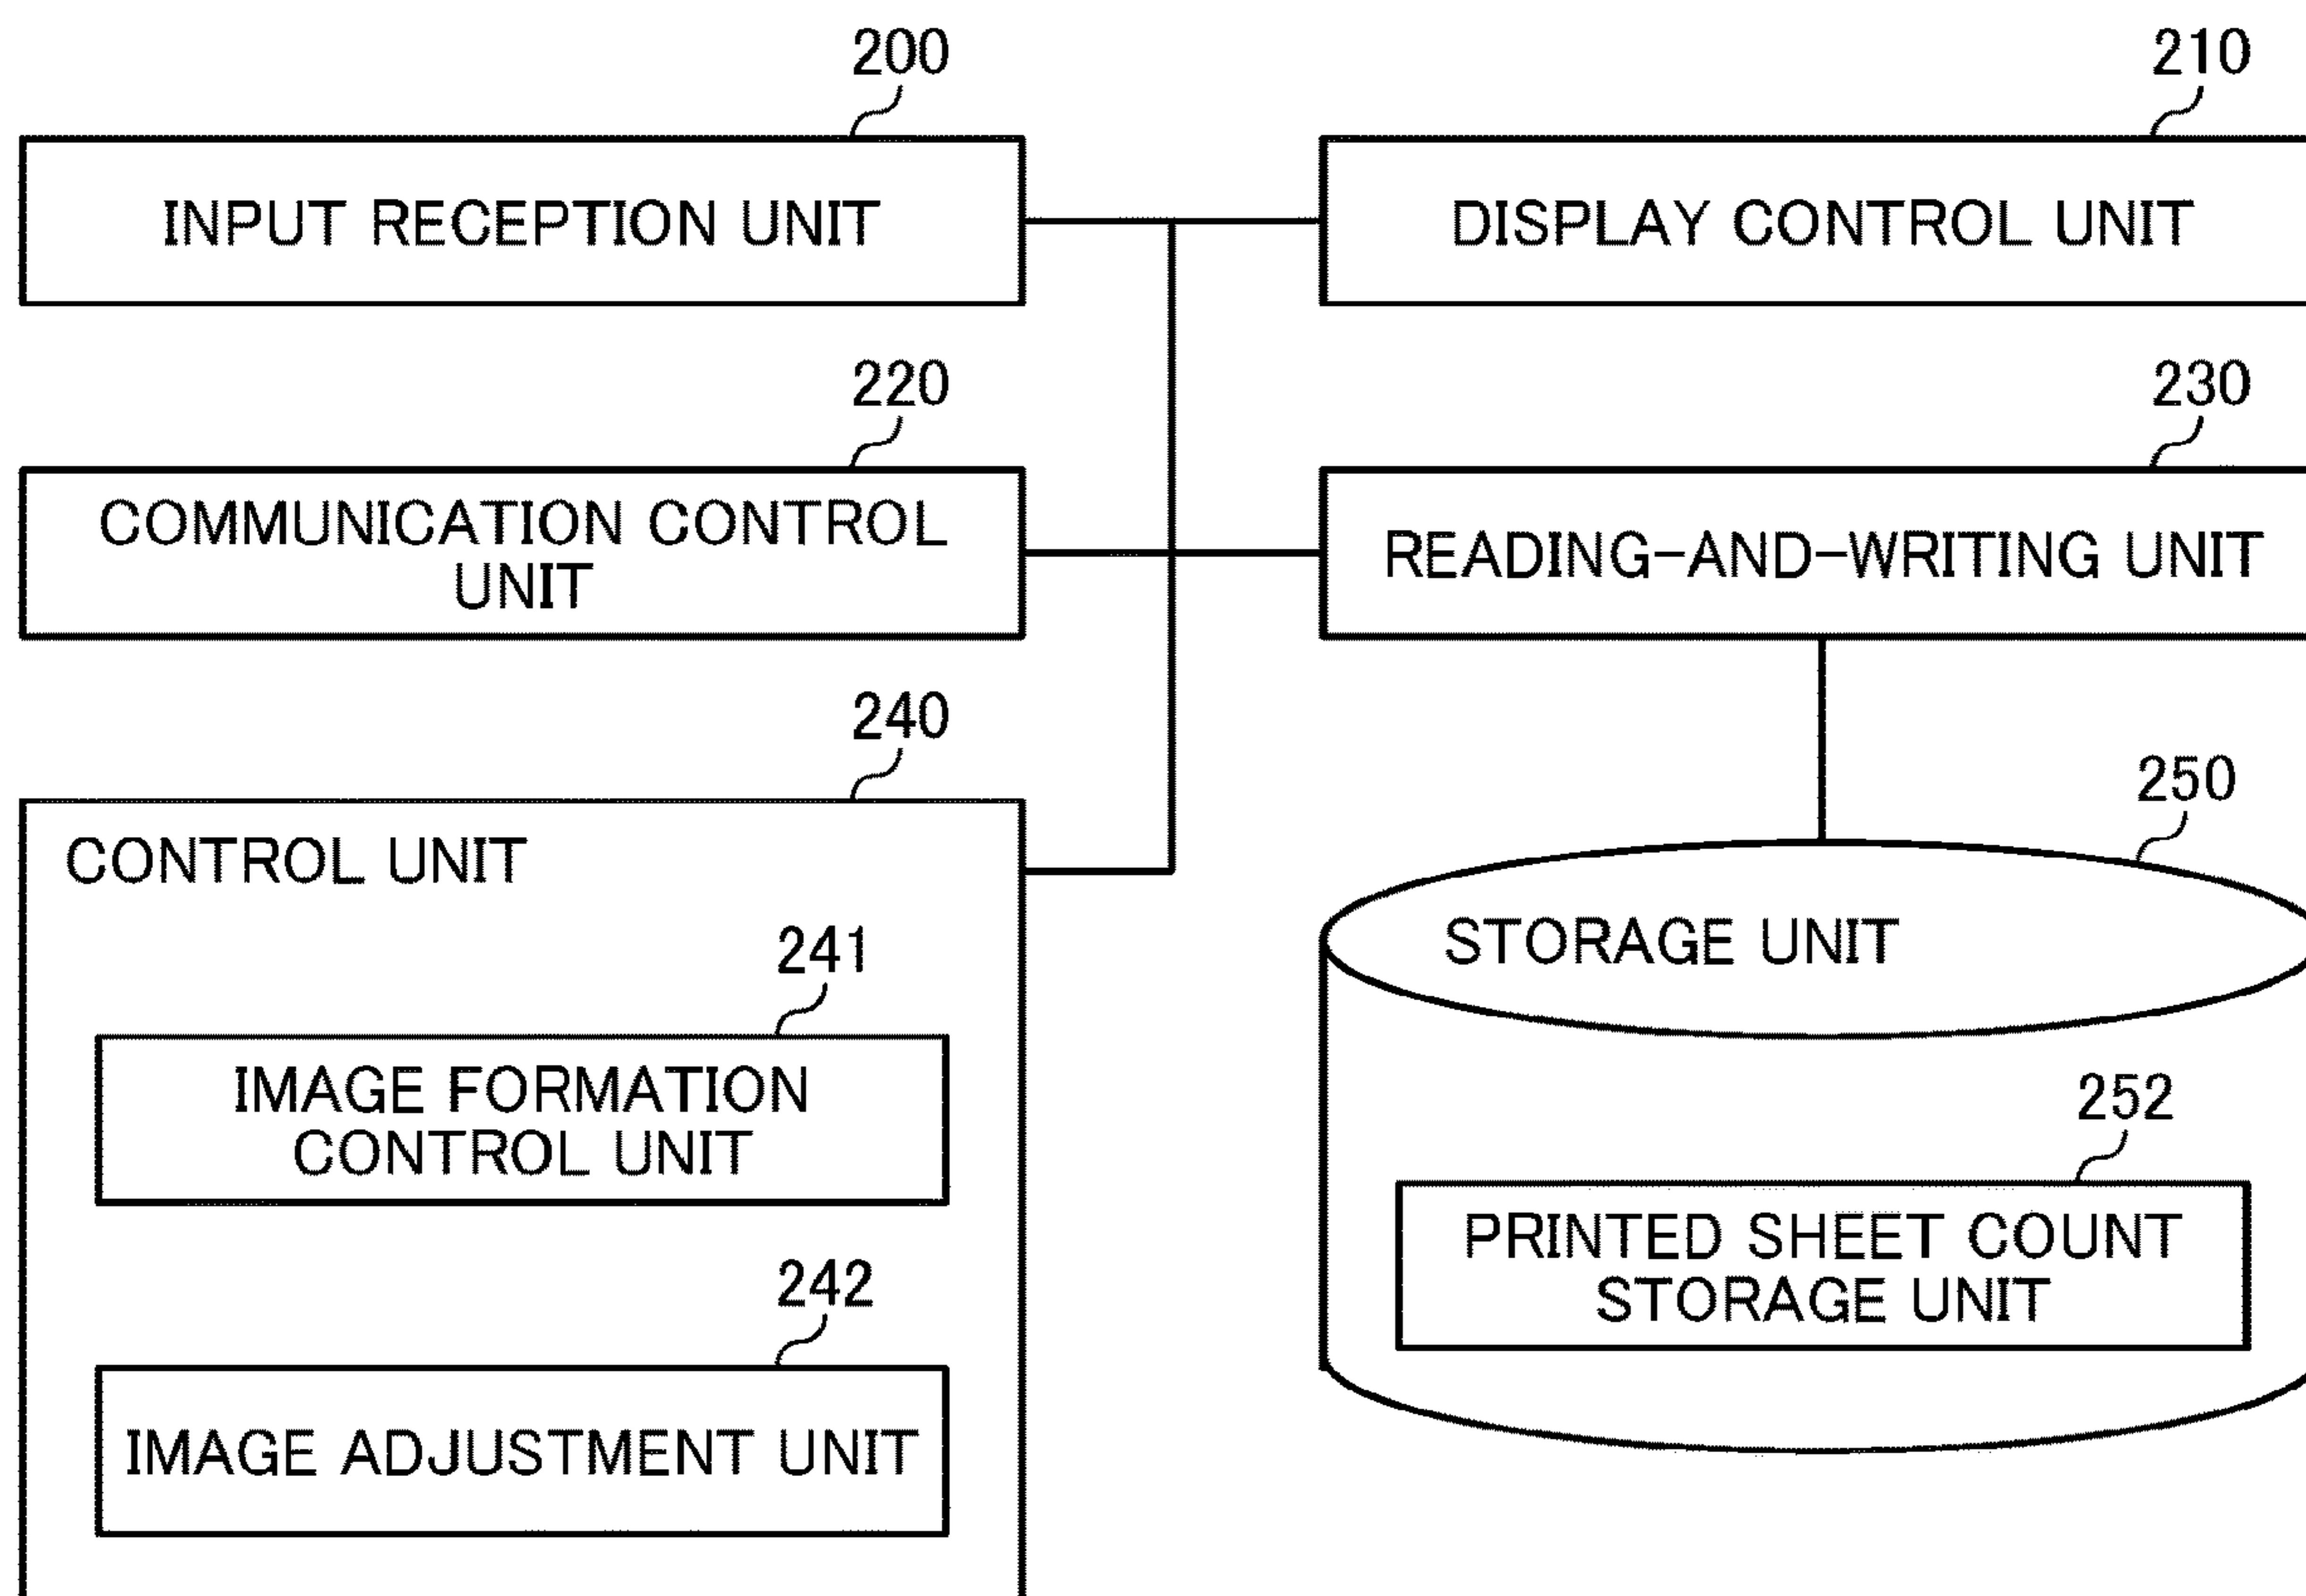 200
INPUT RECEPTION UNIT
210
DISPLAY CONTROL UNIT
220
COMMUNICATION CONTROL
UNIT
230
READING-AND-WRITING UNIT
240
CONTROL UNIT
241
IMAGE FORMATION
CONTROL UNIT
242
IMAGE ADJUSTMENT UNIT
250
STORAGE UNIT
252
PRINTED SHEET COUNT
STORAGE UNIT